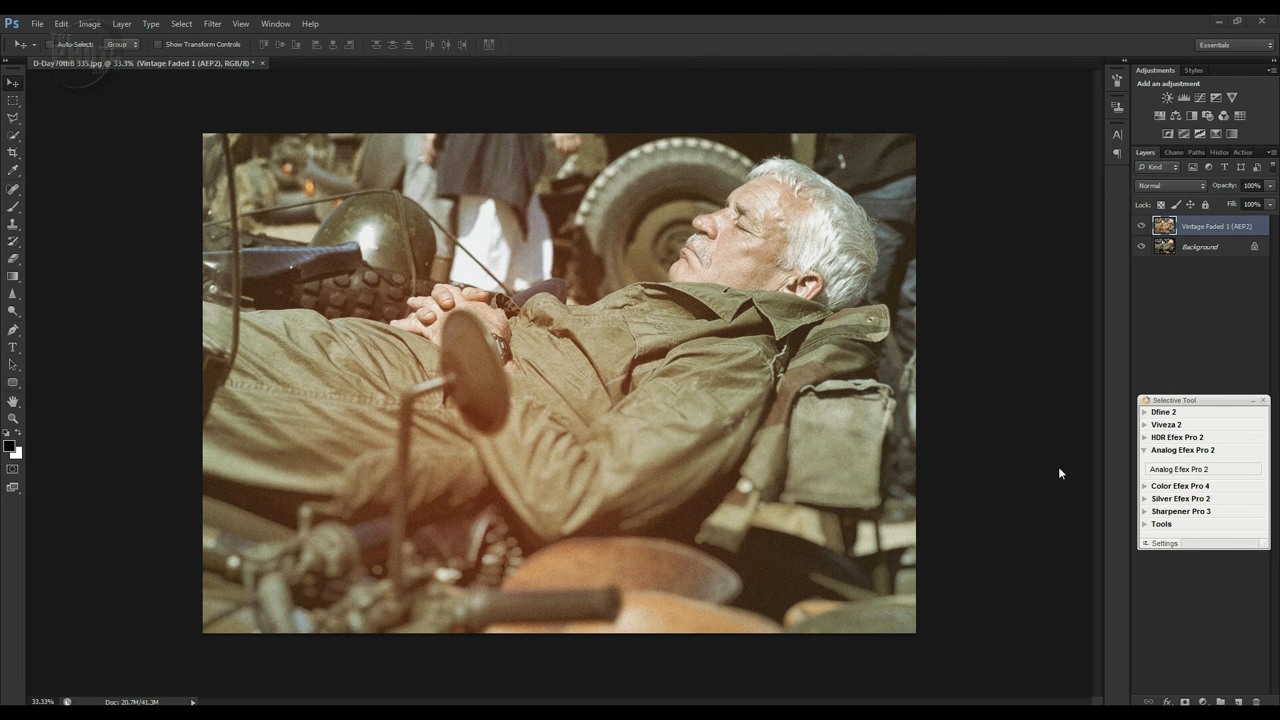 Ps File Edit Image Layer Type Select Filter View Window Help
Auto-Select: Group Show Transform Controls Essentials
D-Day70thB 335.jpg @ 33.3% (Vintage Faded 1 (AEP2), RGB/8) * ×
Adjustments Styles
Add an adjustment
Layers Chann Paths Histor Action
Kind
Normal Opacity: 100%
Lock: Fill: 100%
Vintage Faded 1 (AEP2)
Background
Selective Tool
Dfine 2
Viveza 2
HDR Efex Pro 2
Analog Efex Pro 2
Analog Efex Pro 2
Color Efex Pro 4
Silver Efex Pro 2
Sharpener Pro 3
Tools
Settings
33.33% Doc: 20.7M/41.3M